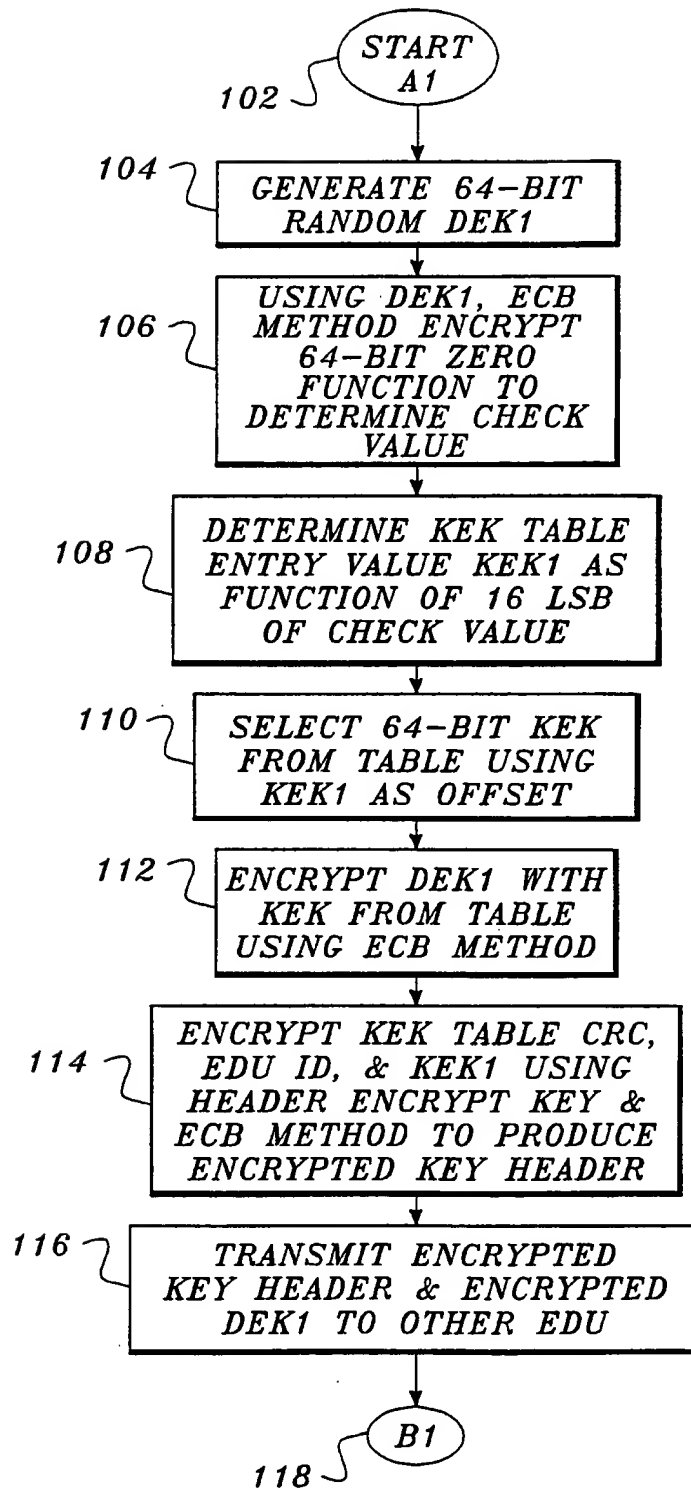 START
A1
102
104
GENERATE 64-BIT
RANDOM DEK1
106
USING DEK1, ECB
METHOD ENCRYPT
64-BIT ZERO
FUNCTION TO
DETERMINE CHECK
VALUE
108
DETERMINE KEK TABLE
ENTRY VALUE KEK1 AS
FUNCTION OF 16 LSB
OF CHECK VALUE
110
SELECT 64-BIT KEK
FROM TABLE USING
KEK1 AS OFFSET
112
ENCRYPT DEK1 WITH
KEK FROM TABLE
USING ECB METHOD
114
ENCRYPT KEK TABLE CRC,
EDU ID, & KEK1 USING
HEADER ENCRYPT KEY &
ECB METHOD TO PRODUCE
ENCRYPTED KEY HEADER
116
TRANSMIT ENCRYPTED
KEY HEADER & ENCRYPTED
DEK1 TO OTHER EDU
B1
118